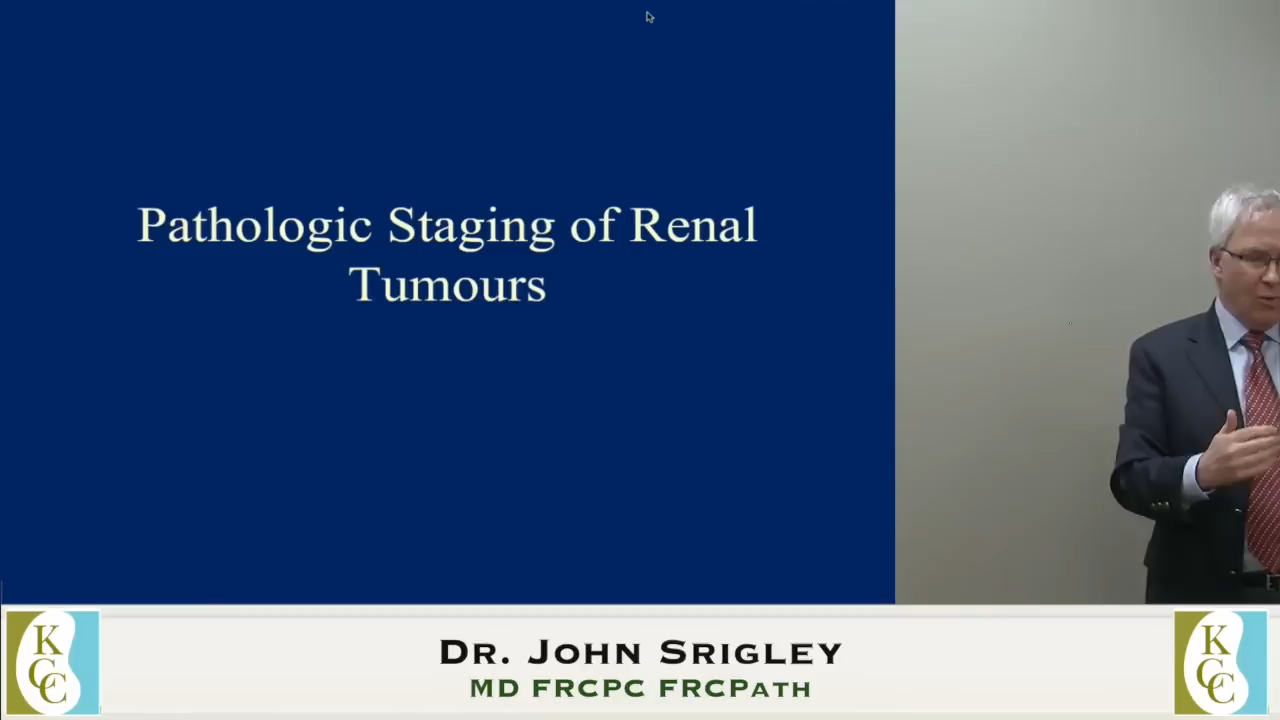 Pathologic Staging of Renal
Tumours
KCC
Dr. John Srigley
MD FRCPC FRCPath
KCC